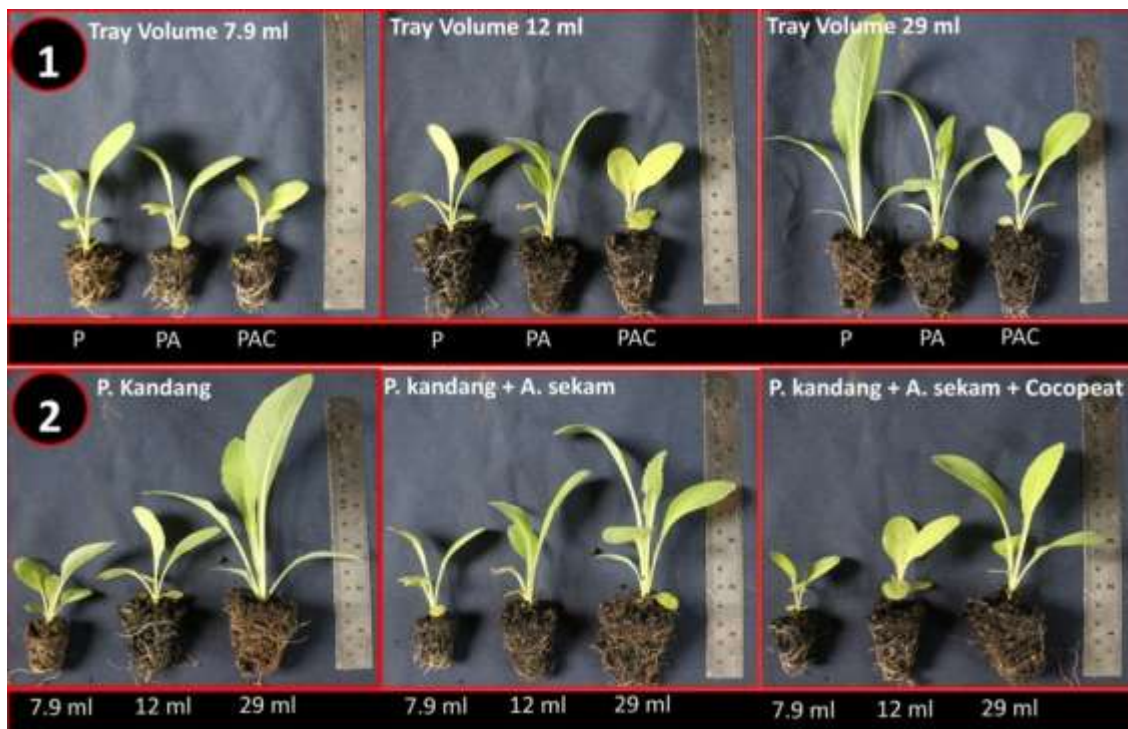 1
Tray Volume 7.9 ml
Tray Volume 12 ml
Tray Volume 29 ml
P PA PAC
P PA PAC
P PA PAC
2
P. Kandang
P. kandang + A. sekam
P. kandang + A. sekam + Cocopeat
7.9 ml 12 ml 29 ml
7.9 ml 12 ml 29 ml
7.9 ml 12 ml 29 ml